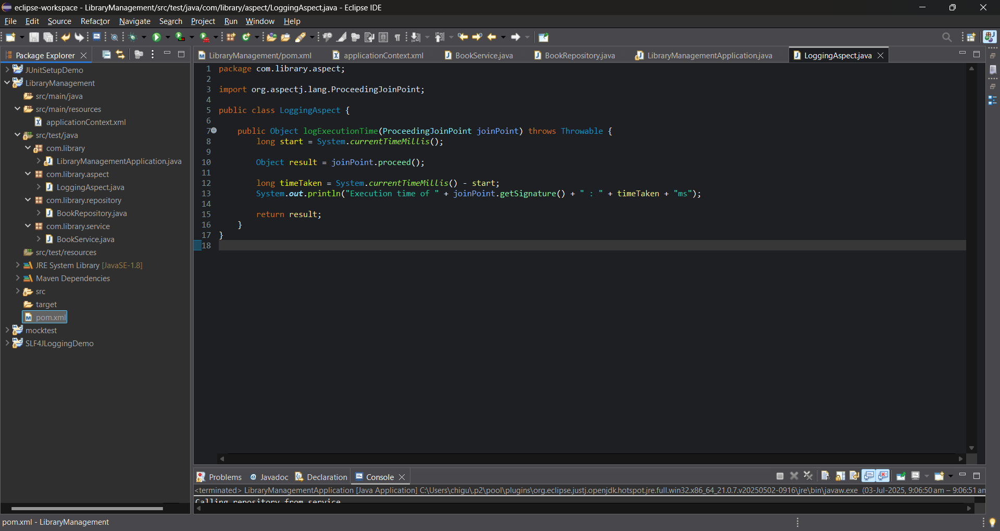 eclipse-workspace - LibraryManagement/src/test/java/com/library/aspect/LoggingAspect.java - Eclipse IDE
File Edit Source Refactor Navigate Search Project Run Window Help
Package Explorer
JUnitSetupDemo
LibraryManagement
src/main/java
src/main/resources
applicationContext.xml
src/test/java
com.library
LibraryManagementApplication.java
com.library.aspect
LoggingAspect.java
com.library.repository
BookRepository.java
com.library.service
BookService.java
src/test/resources
JRE System Library [JavaSE-1.8]
Maven Dependencies
src
target
pom.xml
mocktest
SLF4JLoggingDemo
LibraryManagement/pom.xml applicationContext.xml BookService.java BookRepository.java LibraryManagementApplication.java LoggingAspect.java
1 package com.library.aspect;
2
3 import org.aspectj.lang.ProceedingJoinPoint;
4
5 public class LoggingAspect {
6
7 public Object logExecutionTime(ProceedingJoinPoint joinPoint) throws Throwable {
8 long start = System.currentTimeMillis();
9
10 Object result = joinPoint.proceed();
11
12 long timeTaken = System.currentTimeMillis() - start;
13 System.out.println("Execution time of " + joinPoint.getSignature() + " : " + timeTaken + "ms");
14
15 return result;
16 }
17 }
18
Problems @ Javadoc Declaration Console
<terminated> LibraryManagementApplication [Java Application] C:\Users\chigu\.p2\pool\plugins\org.eclipse.justj.openjdk.hotspot.jre.full.win32.x86_64_21.0.7.v20250502-0916\jre\bin\javaw.exe (03-Jul-2025, 9:06:50 am – 9:06:51 am
Calling repository from service
pom.xml - LibraryManagement